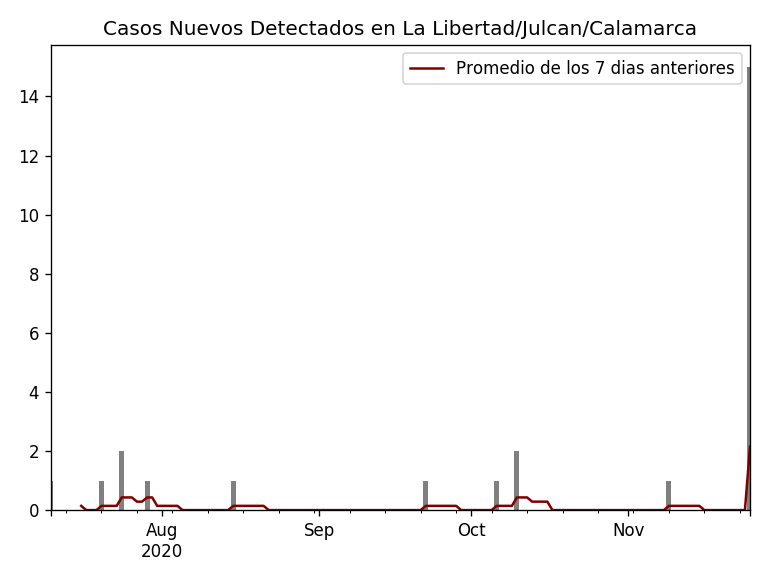 Casos Nuevos Detectados en La Libertad/Julcan/Calamarca
Promedio de los 7 dias anteriores
14
12
10
8
6
4
2
0
Aug
2020
Sep
Oct
Nov